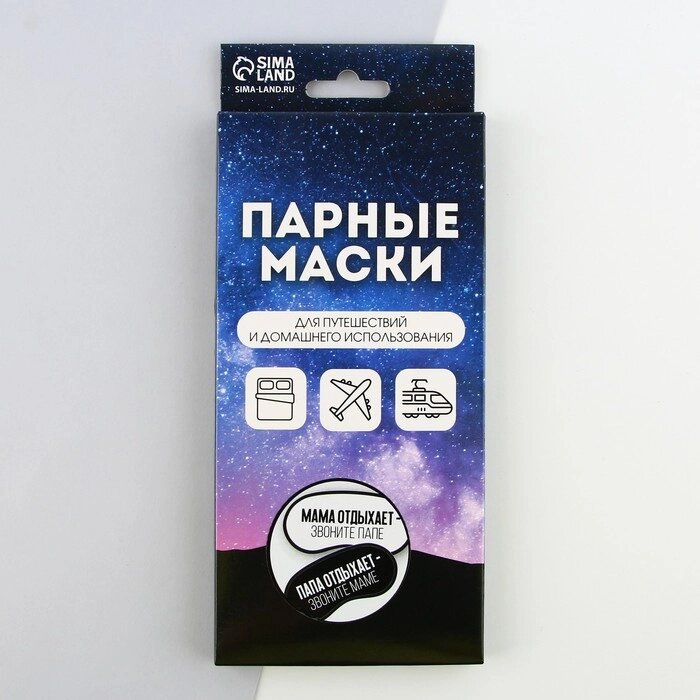 SIMA
LAND
SIMA-LAND.RU
ПАРНЫЕ
МАСКИ
ДЛЯ ПУТЕШЕСТВИЙ
И ДОМАШНЕГО ИСПОЛЬЗОВАНИЯ
МАМА ОТДЫХАЕТ -
ЗВОНИТЕ ПАПЕ
ПАПА ОТДЫХАЕТ -
ЗВОНИТЕ МАМЕ